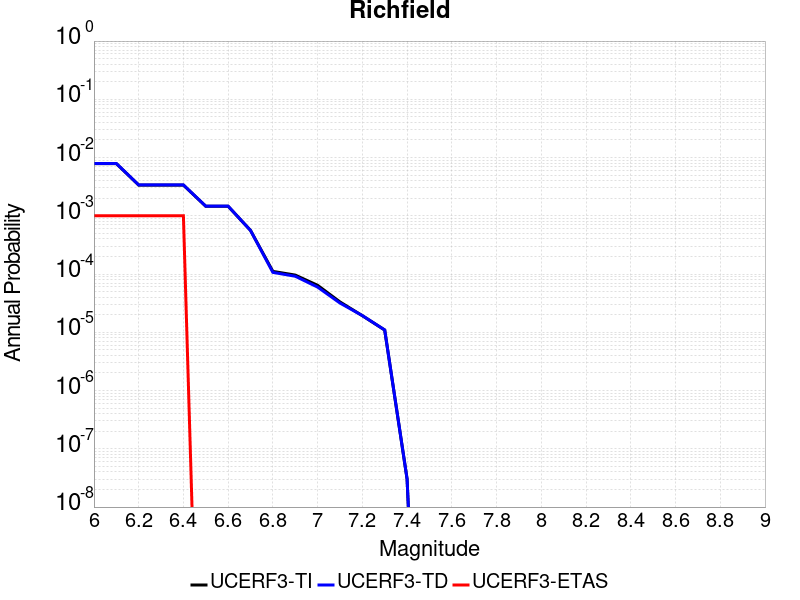 Richfield
10^0
10^-1
10^-2
10^-3
10^-4
10^-5
10^-6
10^-7
10^-8
Annual Probability
6 6.2 6.4 6.6 6.8 7 7.2 7.4 7.6 7.8 8 8.2 8.4 8.6 8.8 9
Magnitude
UCERF3-TI UCERF3-TD UCERF3-ETAS